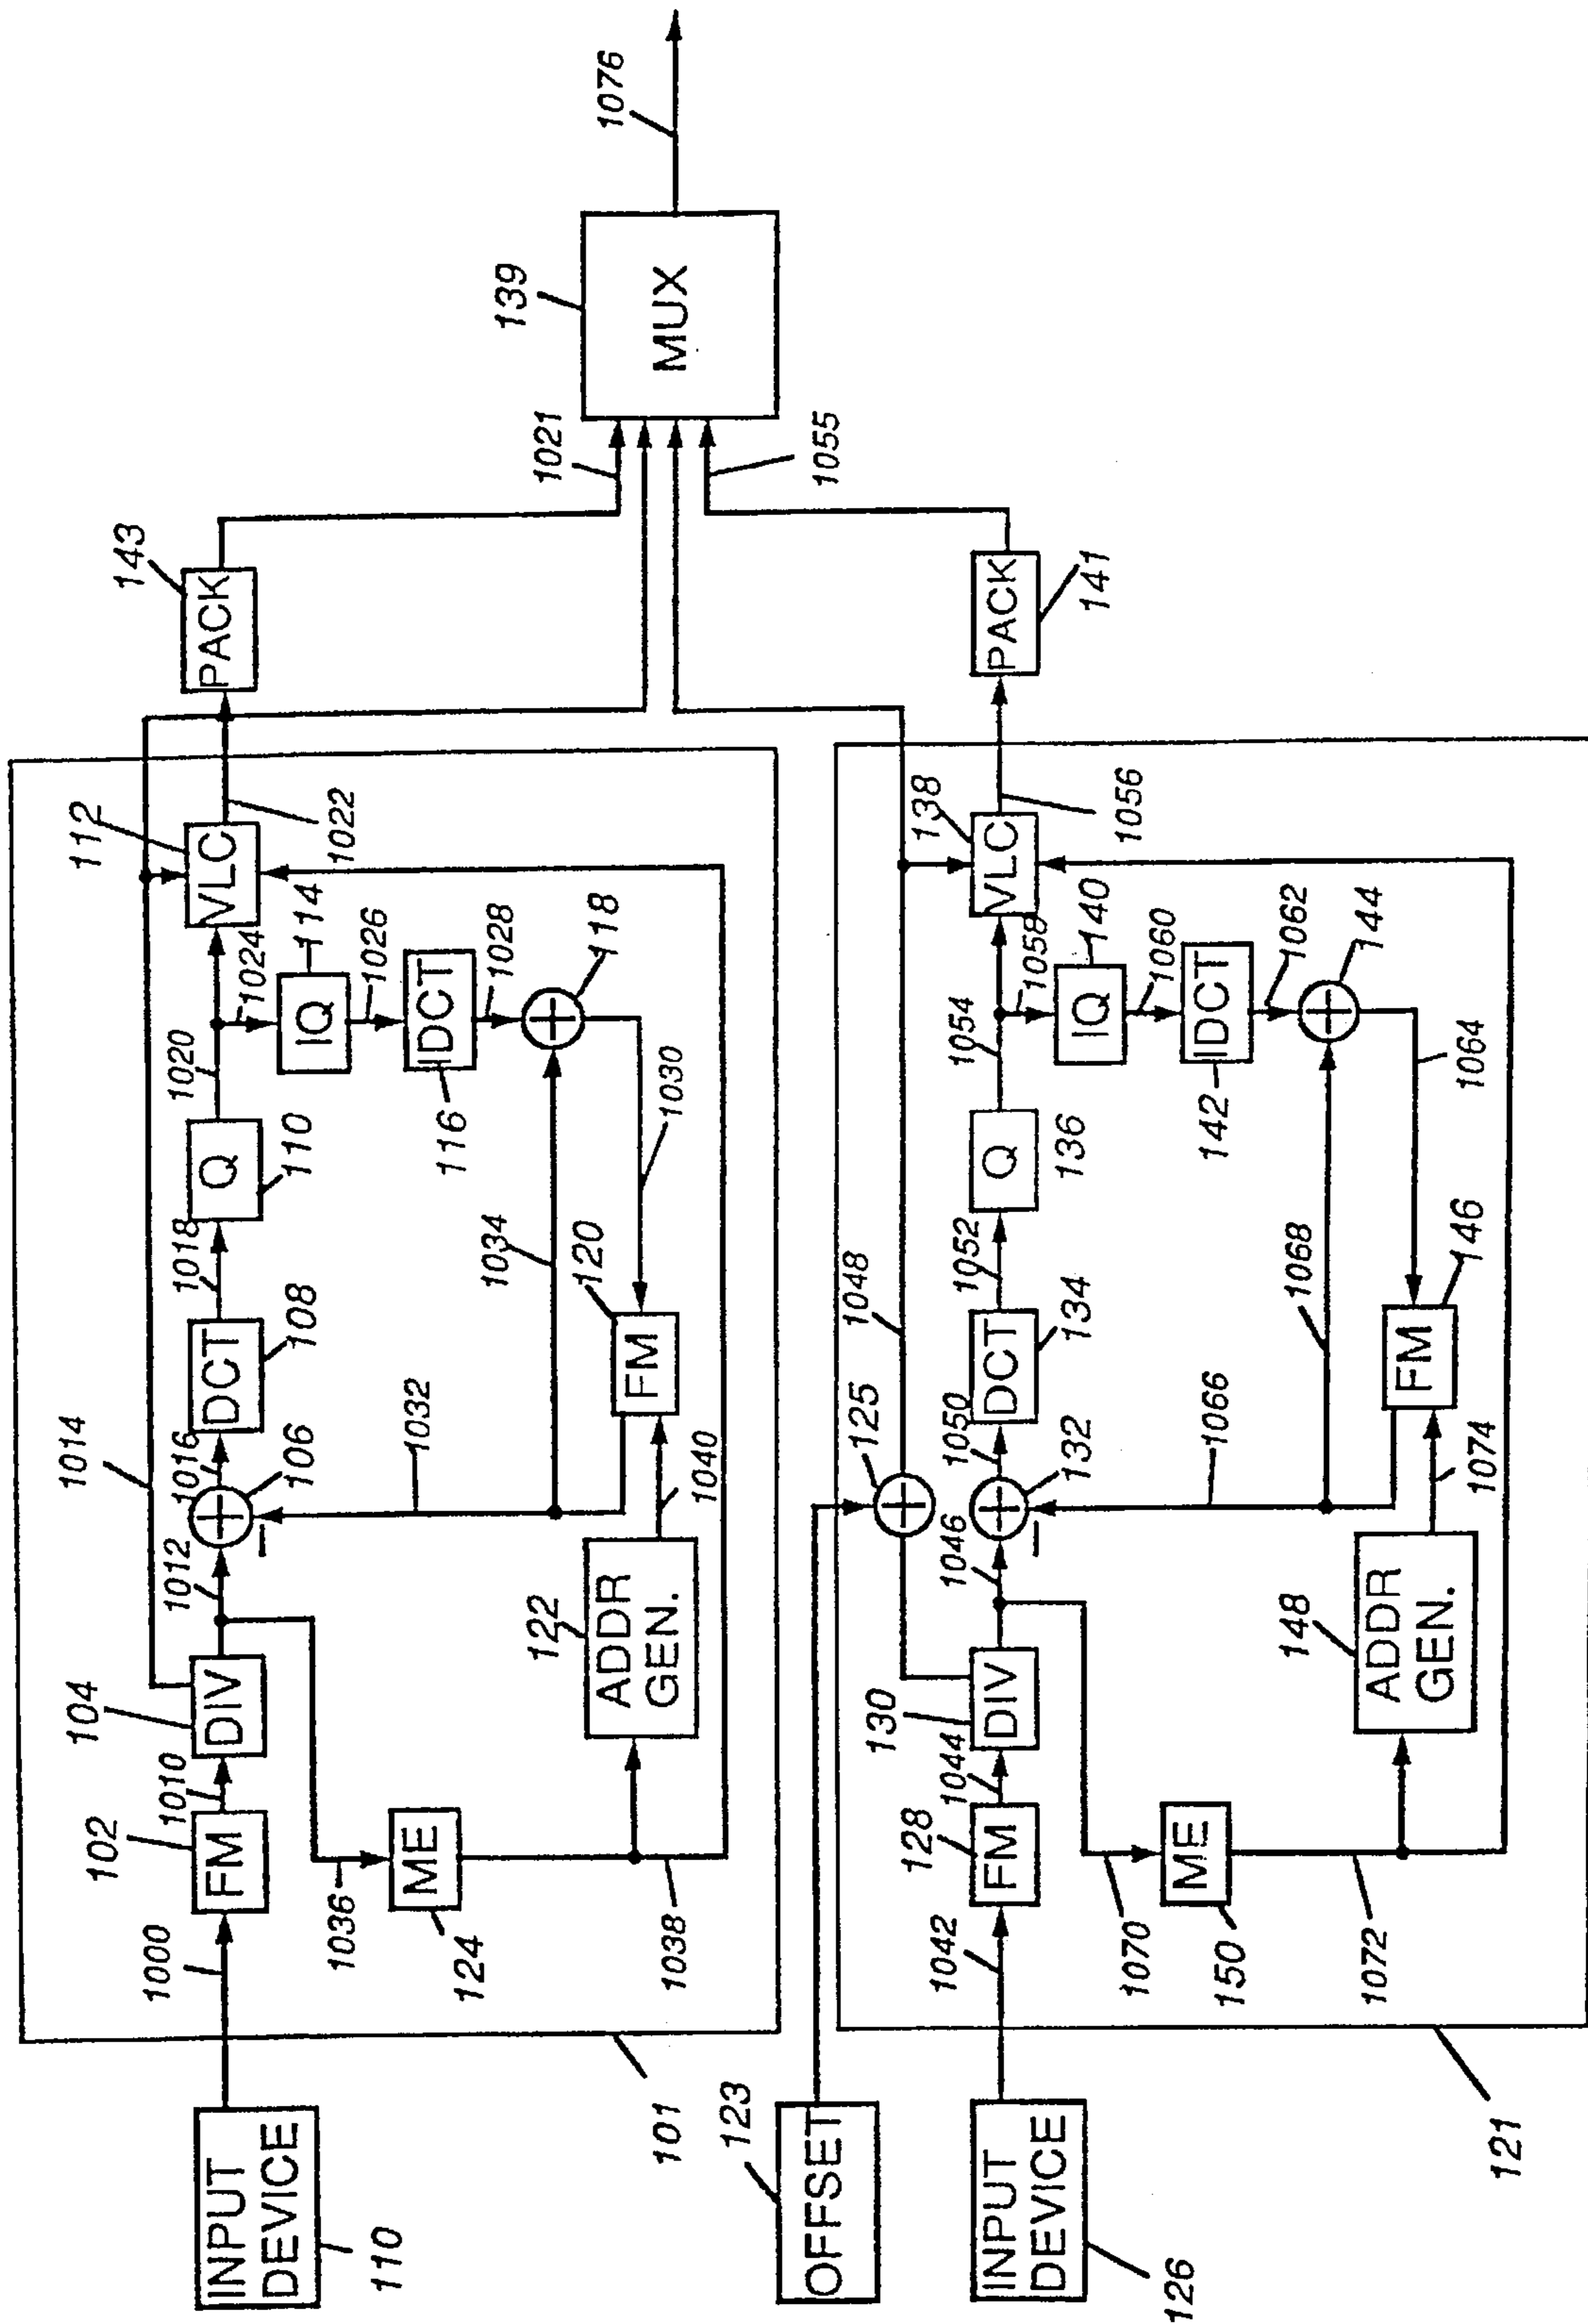 INPUT
DEVICE
110
1000
FM
102
1010
DIV
104
1014
1012
106
1016
DCT
108
1018
Q
110
1020
1024
VLC
112
1022
PACK
143
IQ
114
1026
IDCT
116
1028
118
1030
1034
FM
120
1032
1040
ADDR
GEN.
122
1036
ME
124
1038
101
1021
MUX
139
1076
1055
OFFSET
123
125
1048
INPUT
DEVICE
126
1042
FM
128
1044
DIV
130
1046
132
1050
DCT
134
1052
Q
136
1054
1058
VLC
138
1056
PACK
141
IQ
140
1060
IDCT
142
1062
144
1064
1068
FM
146
1066
1074
ADDR
GEN.
148
1070
ME
150
1072
121